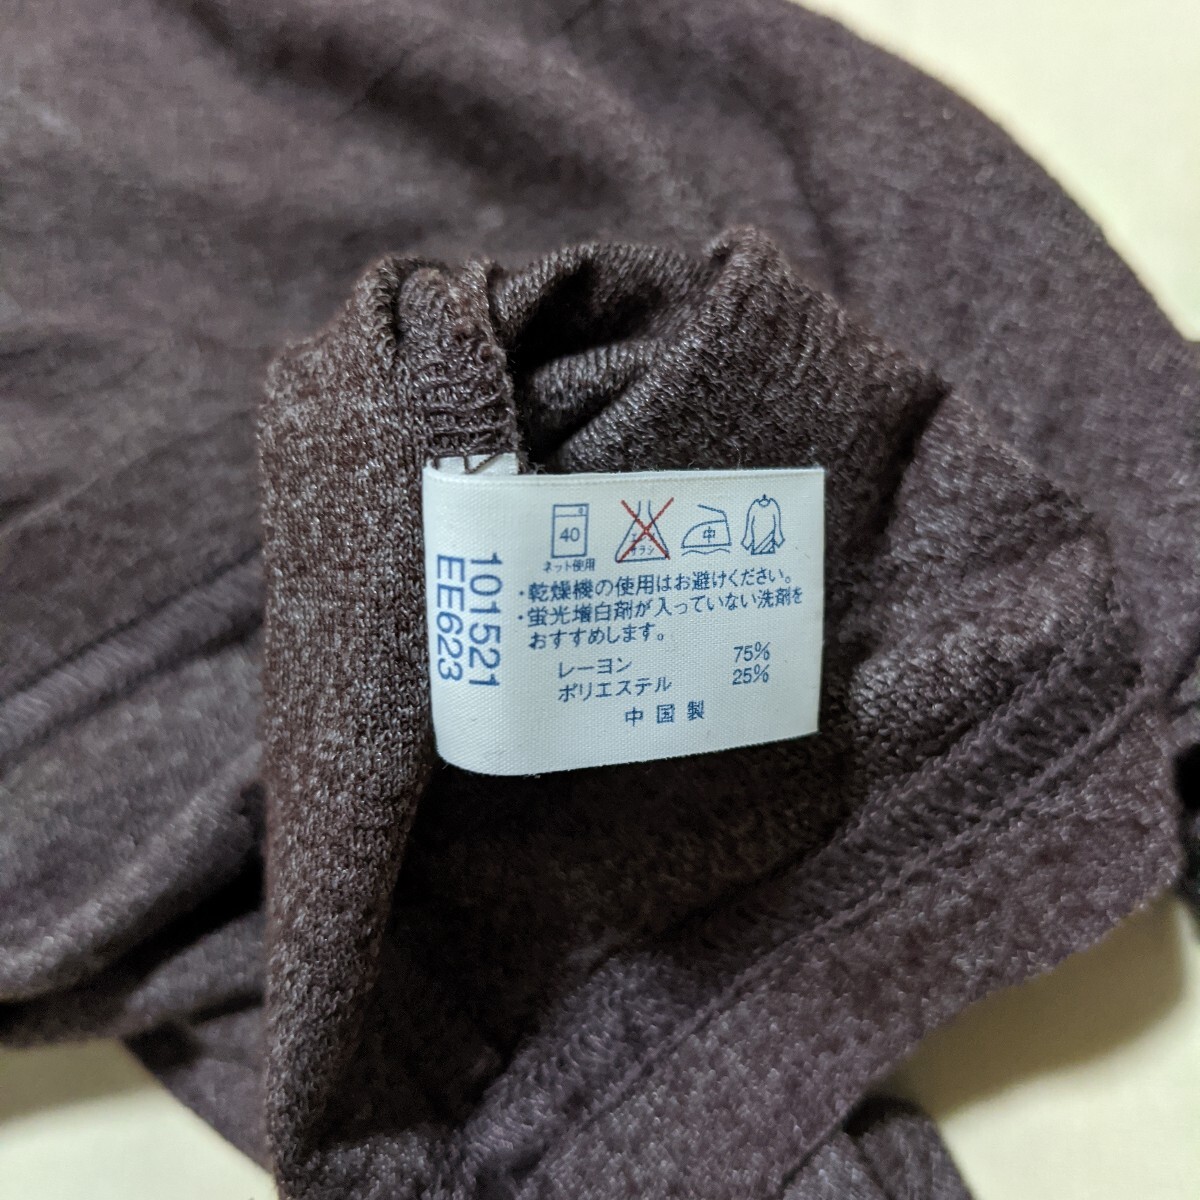 40
ネット使用
エンソ
サラシ
中
・乾燥機の使用はお避けください。
・蛍光増白剤が入っていない洗剤を
おすすめします。
レーヨン 75%
ポリエステル 25%
中国製
101521
EE623